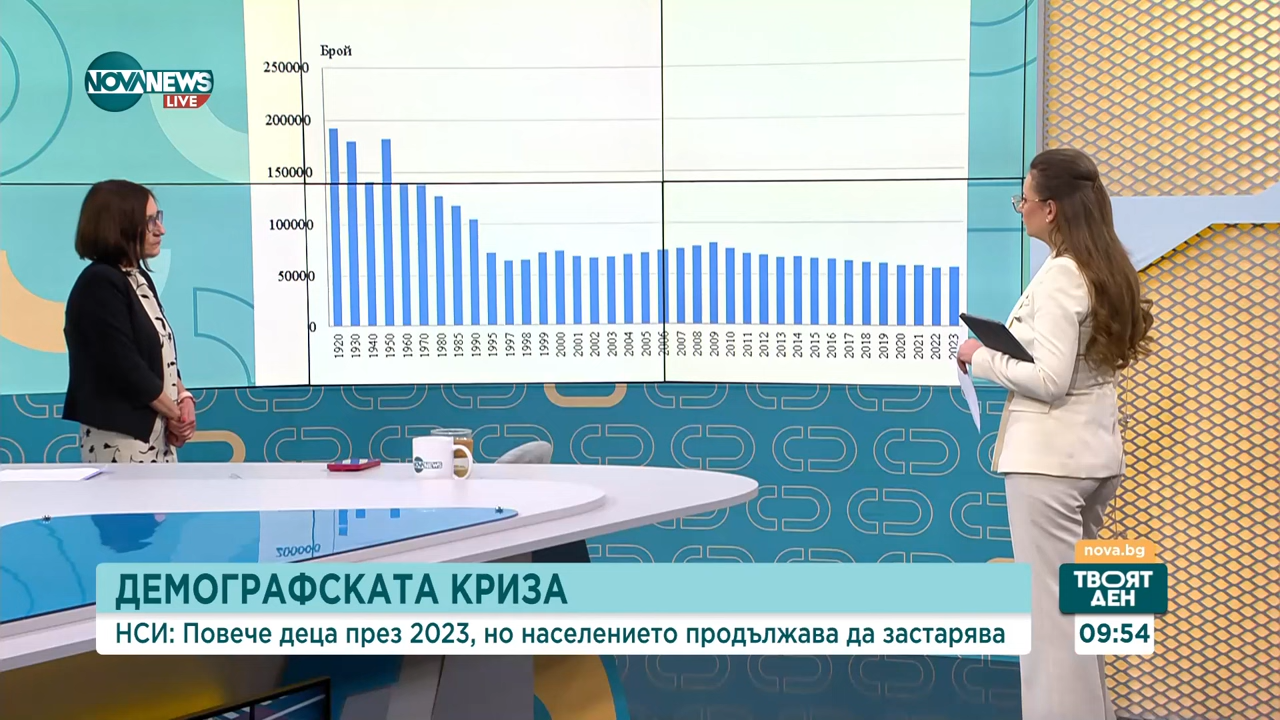 NOVANEWS
LIVE
Брой
250000
200000
150000
100000
50000
0
1920 1930 1940 1950 1960 1970 1980 1985 1990 1995 1997 1998 1999 2000 2001 2002 2003 2004 2005 2006 2007 2008 2009 2010 2011 2012 2013 2014 2015 2016 2017 2018 2019 2020 2021 2022 2023
NOVANEWS
200000
nova.bg
ТВОЯТ
ДЕН
09:54
ДЕМОГРАФСКАТА КРИЗА
НСИ: Повече деца през 2023, но населението продължава да застарява